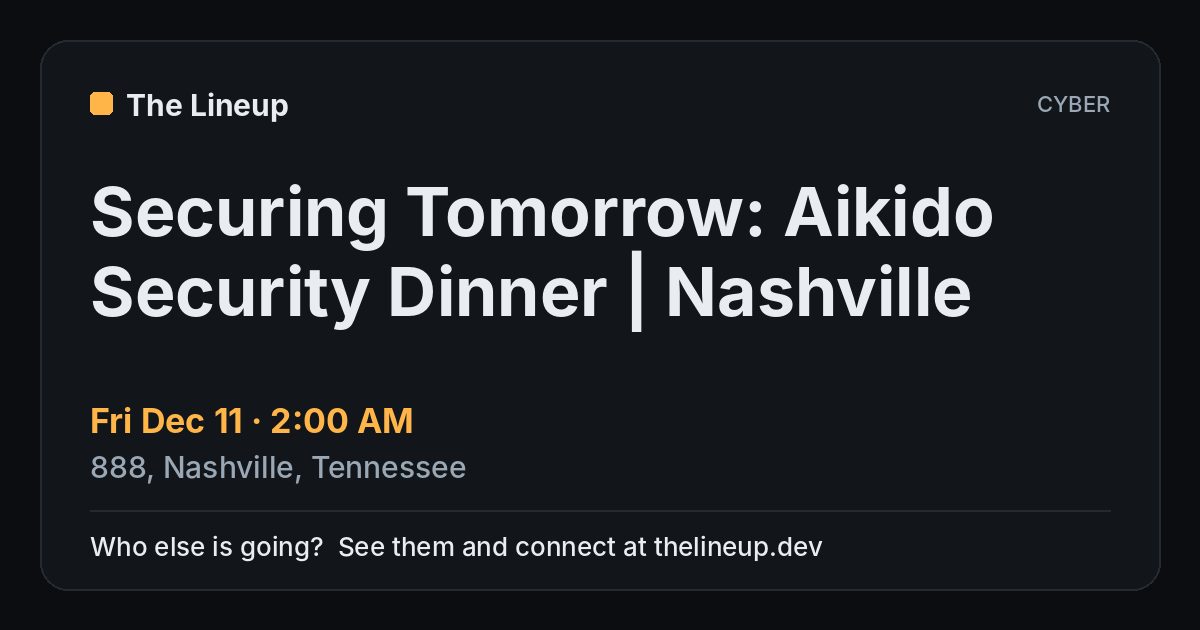 The Lineup
CYBER
Securing Tomorrow: Aikido
Security Dinner | Nashville
Fri Dec 11 · 2:00 AM
888, Nashville, Tennessee
Who else is going? See them and connect at thelineup.dev